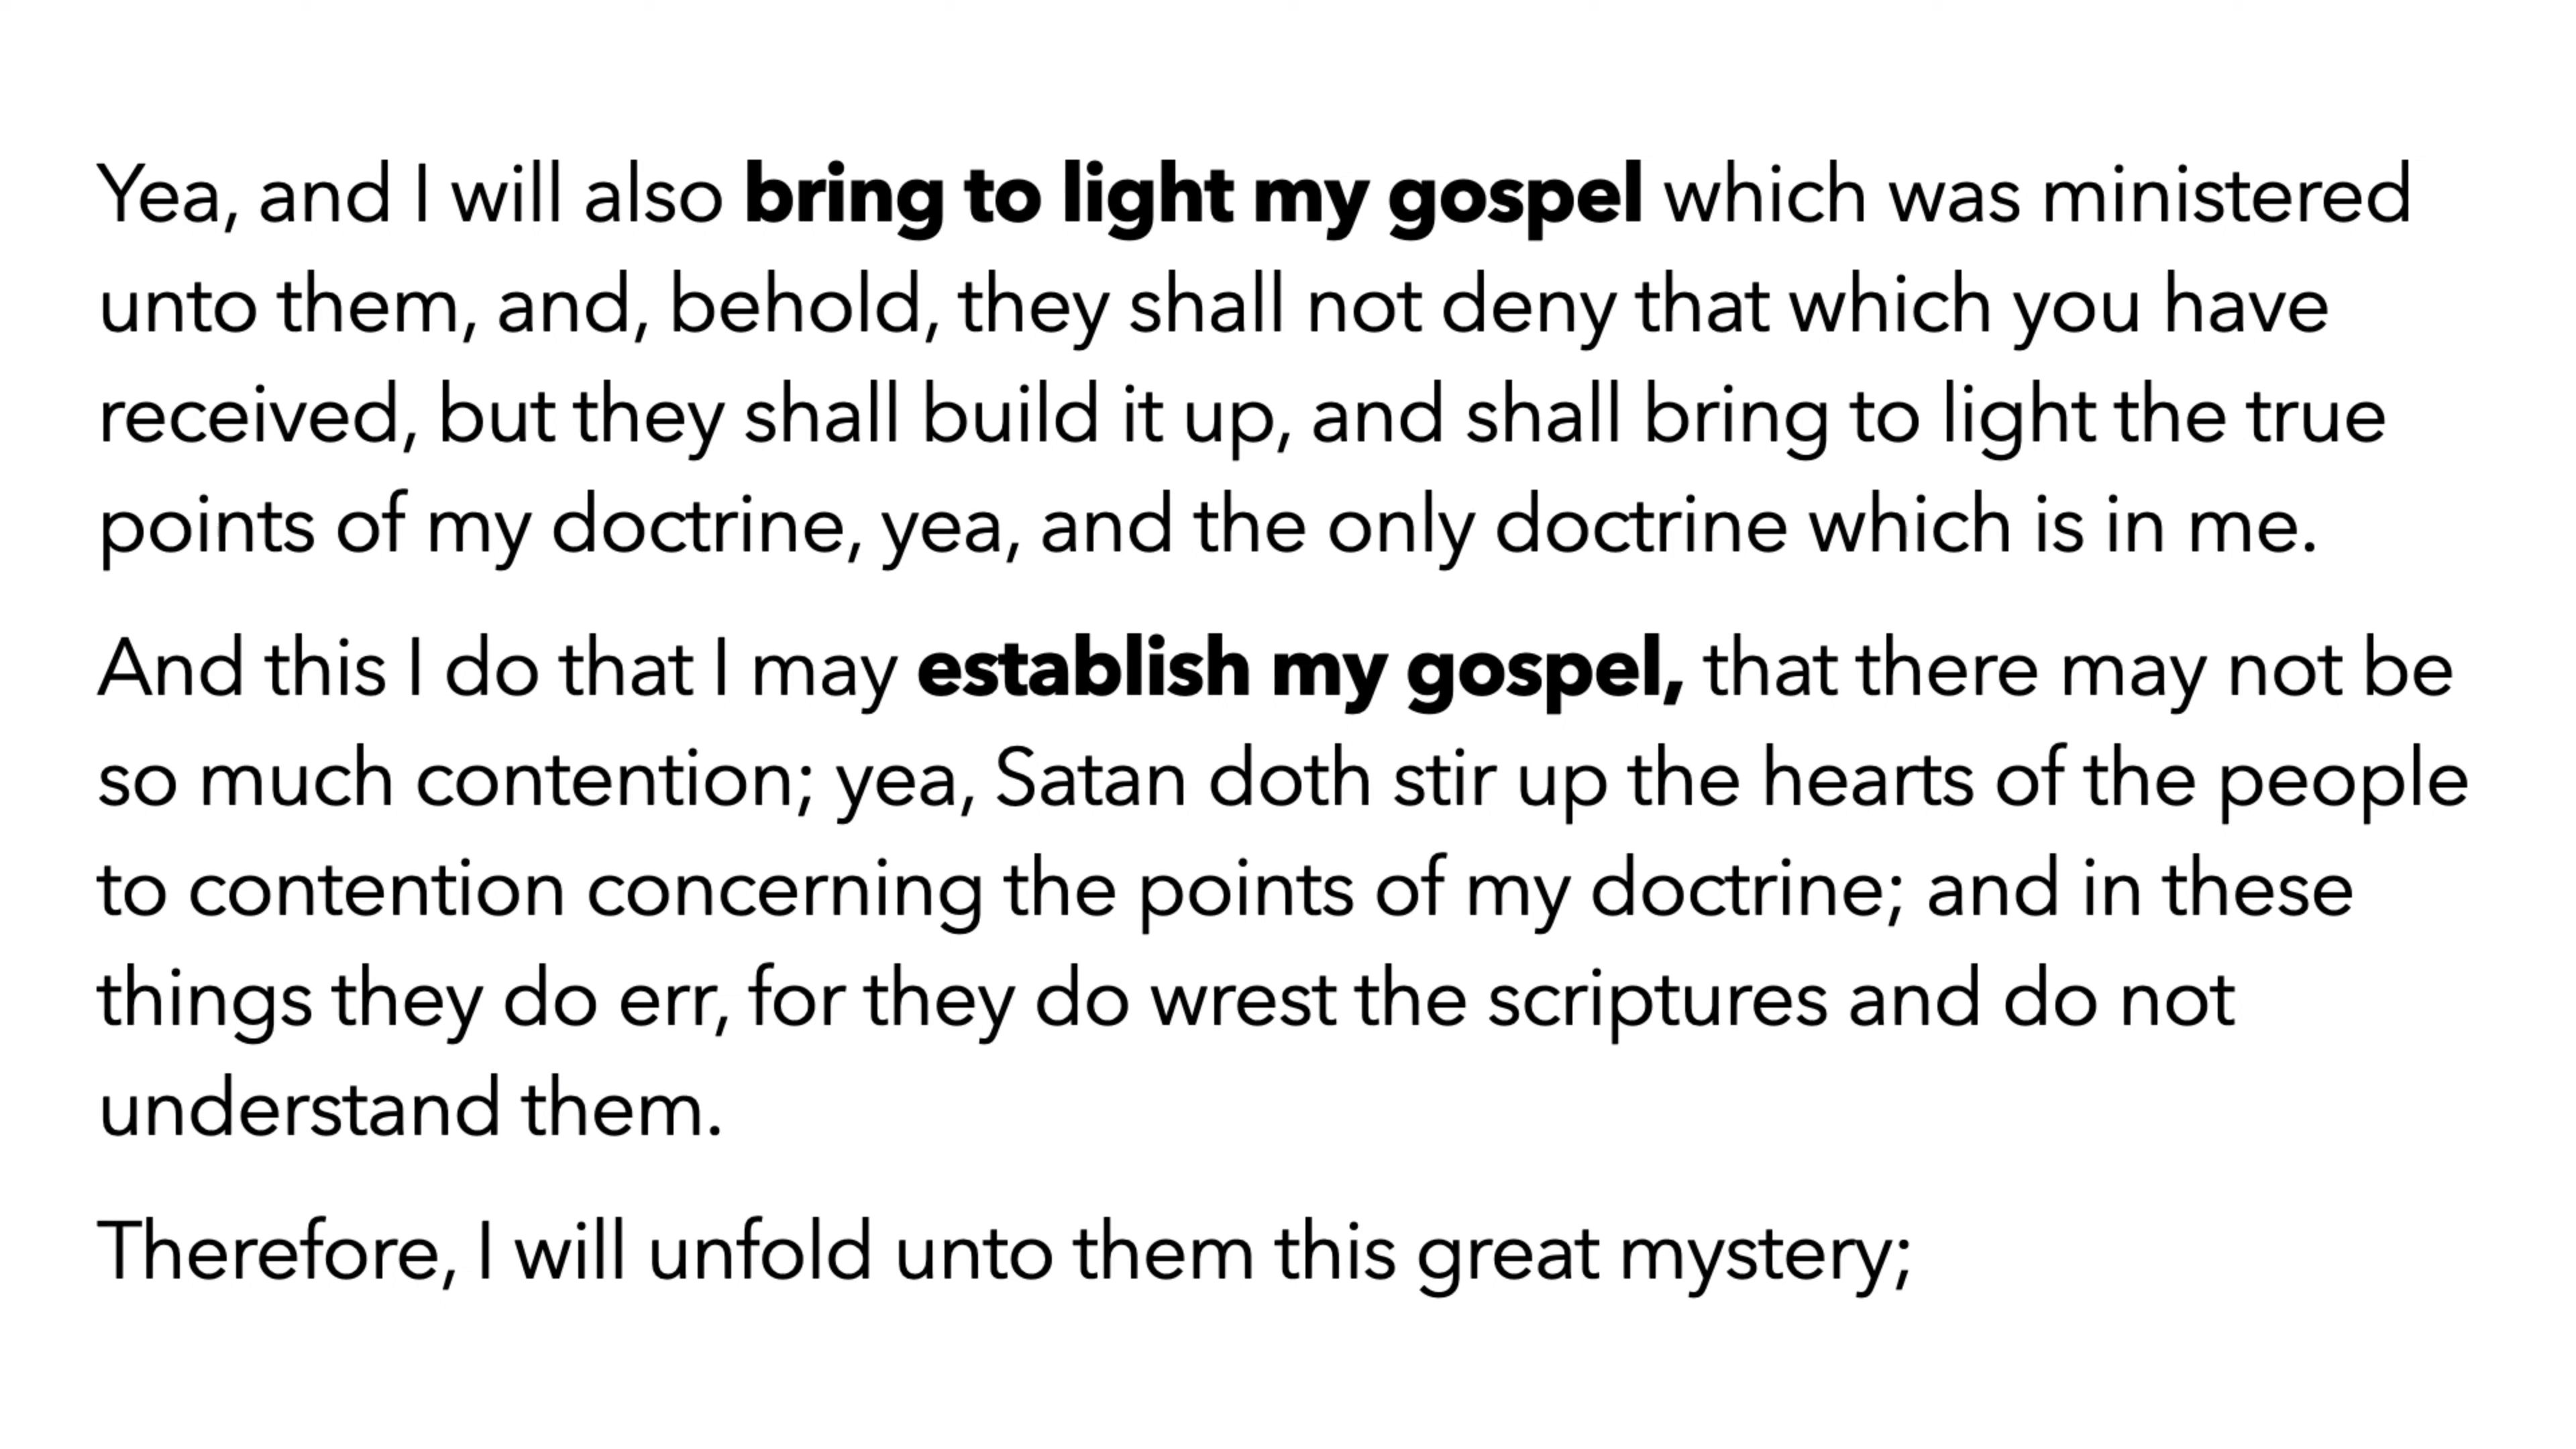 Yea, and I will also bring to light my gospel which was ministered
unto them, and, behold, they shall not deny that which you have
received, but they shall build it up, and shall bring to light the true
points of my doctrine, yea, and the only doctrine which is in me.
And this I do that I may establish my gospel, that there may not be
so much contention; yea, Satan doth stir up the hearts of the people
to contention concerning the points of my doctrine; and in these
things they do err, for they do wrest the scriptures and do not
understand them.
Therefore, I will unfold unto them this great mystery;